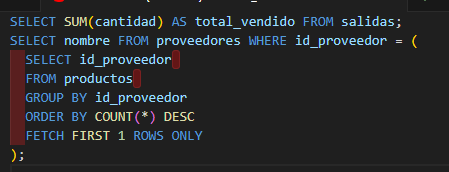 SELECT SUM(cantidad) AS total_vendido FROM salidas;
SELECT nombre FROM proveedores WHERE id_proveedor = (
  SELECT id_proveedor
  FROM productos
  GROUP BY id_proveedor
  ORDER BY COUNT(*) DESC
  FETCH FIRST 1 ROWS ONLY
);